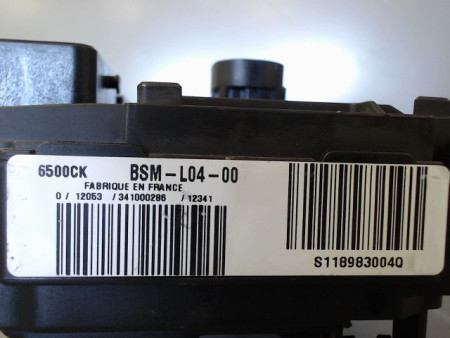 6500CK BSM-L04-00
FABRIQUE EN FRANCE
0 / 12053 / 341000286 / 12341
S118983004Q